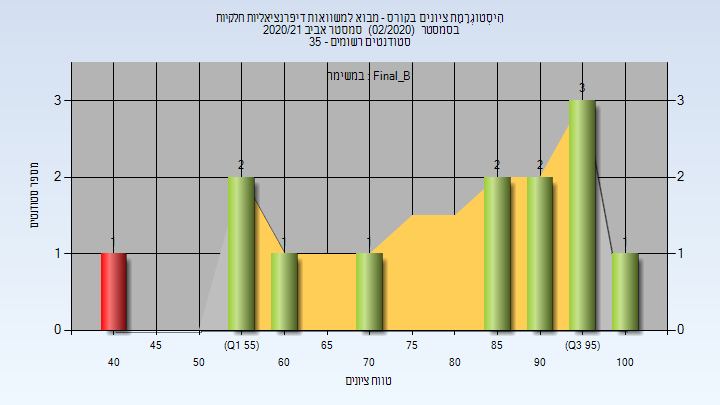 הִיסְטוֹגְרָמַת ציונים בקורס - מבוא למשוואות דיפרנציאליות חלקיות
בסמסטר (02/2020) סמסטר אביב 2020/21
סטודנטים רשומים - 35
במשימה : Final_B
3 3
3
2 2
2 2 2
1 1
1 1 1 1
0 0
מספר סטודנטים
45 (Q1 55) 65 75 85 (Q3 95)
40 50 60 70 80 90 100
טווח ציונים